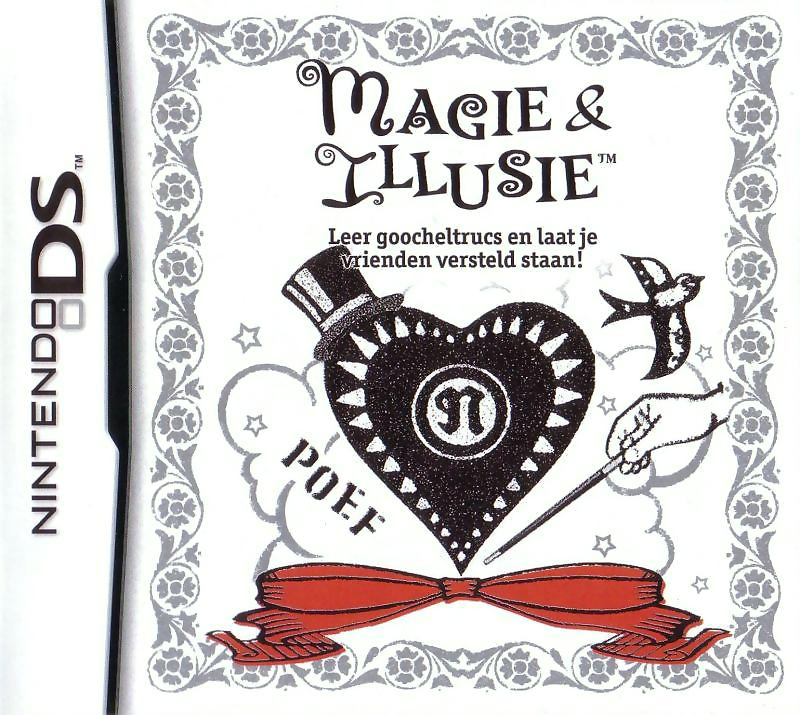 NINTENDO DS™
MAGIE &
ILLUSIE™
Leer goocheltrucs en laat je
vrienden versteld staan!
N
POEF